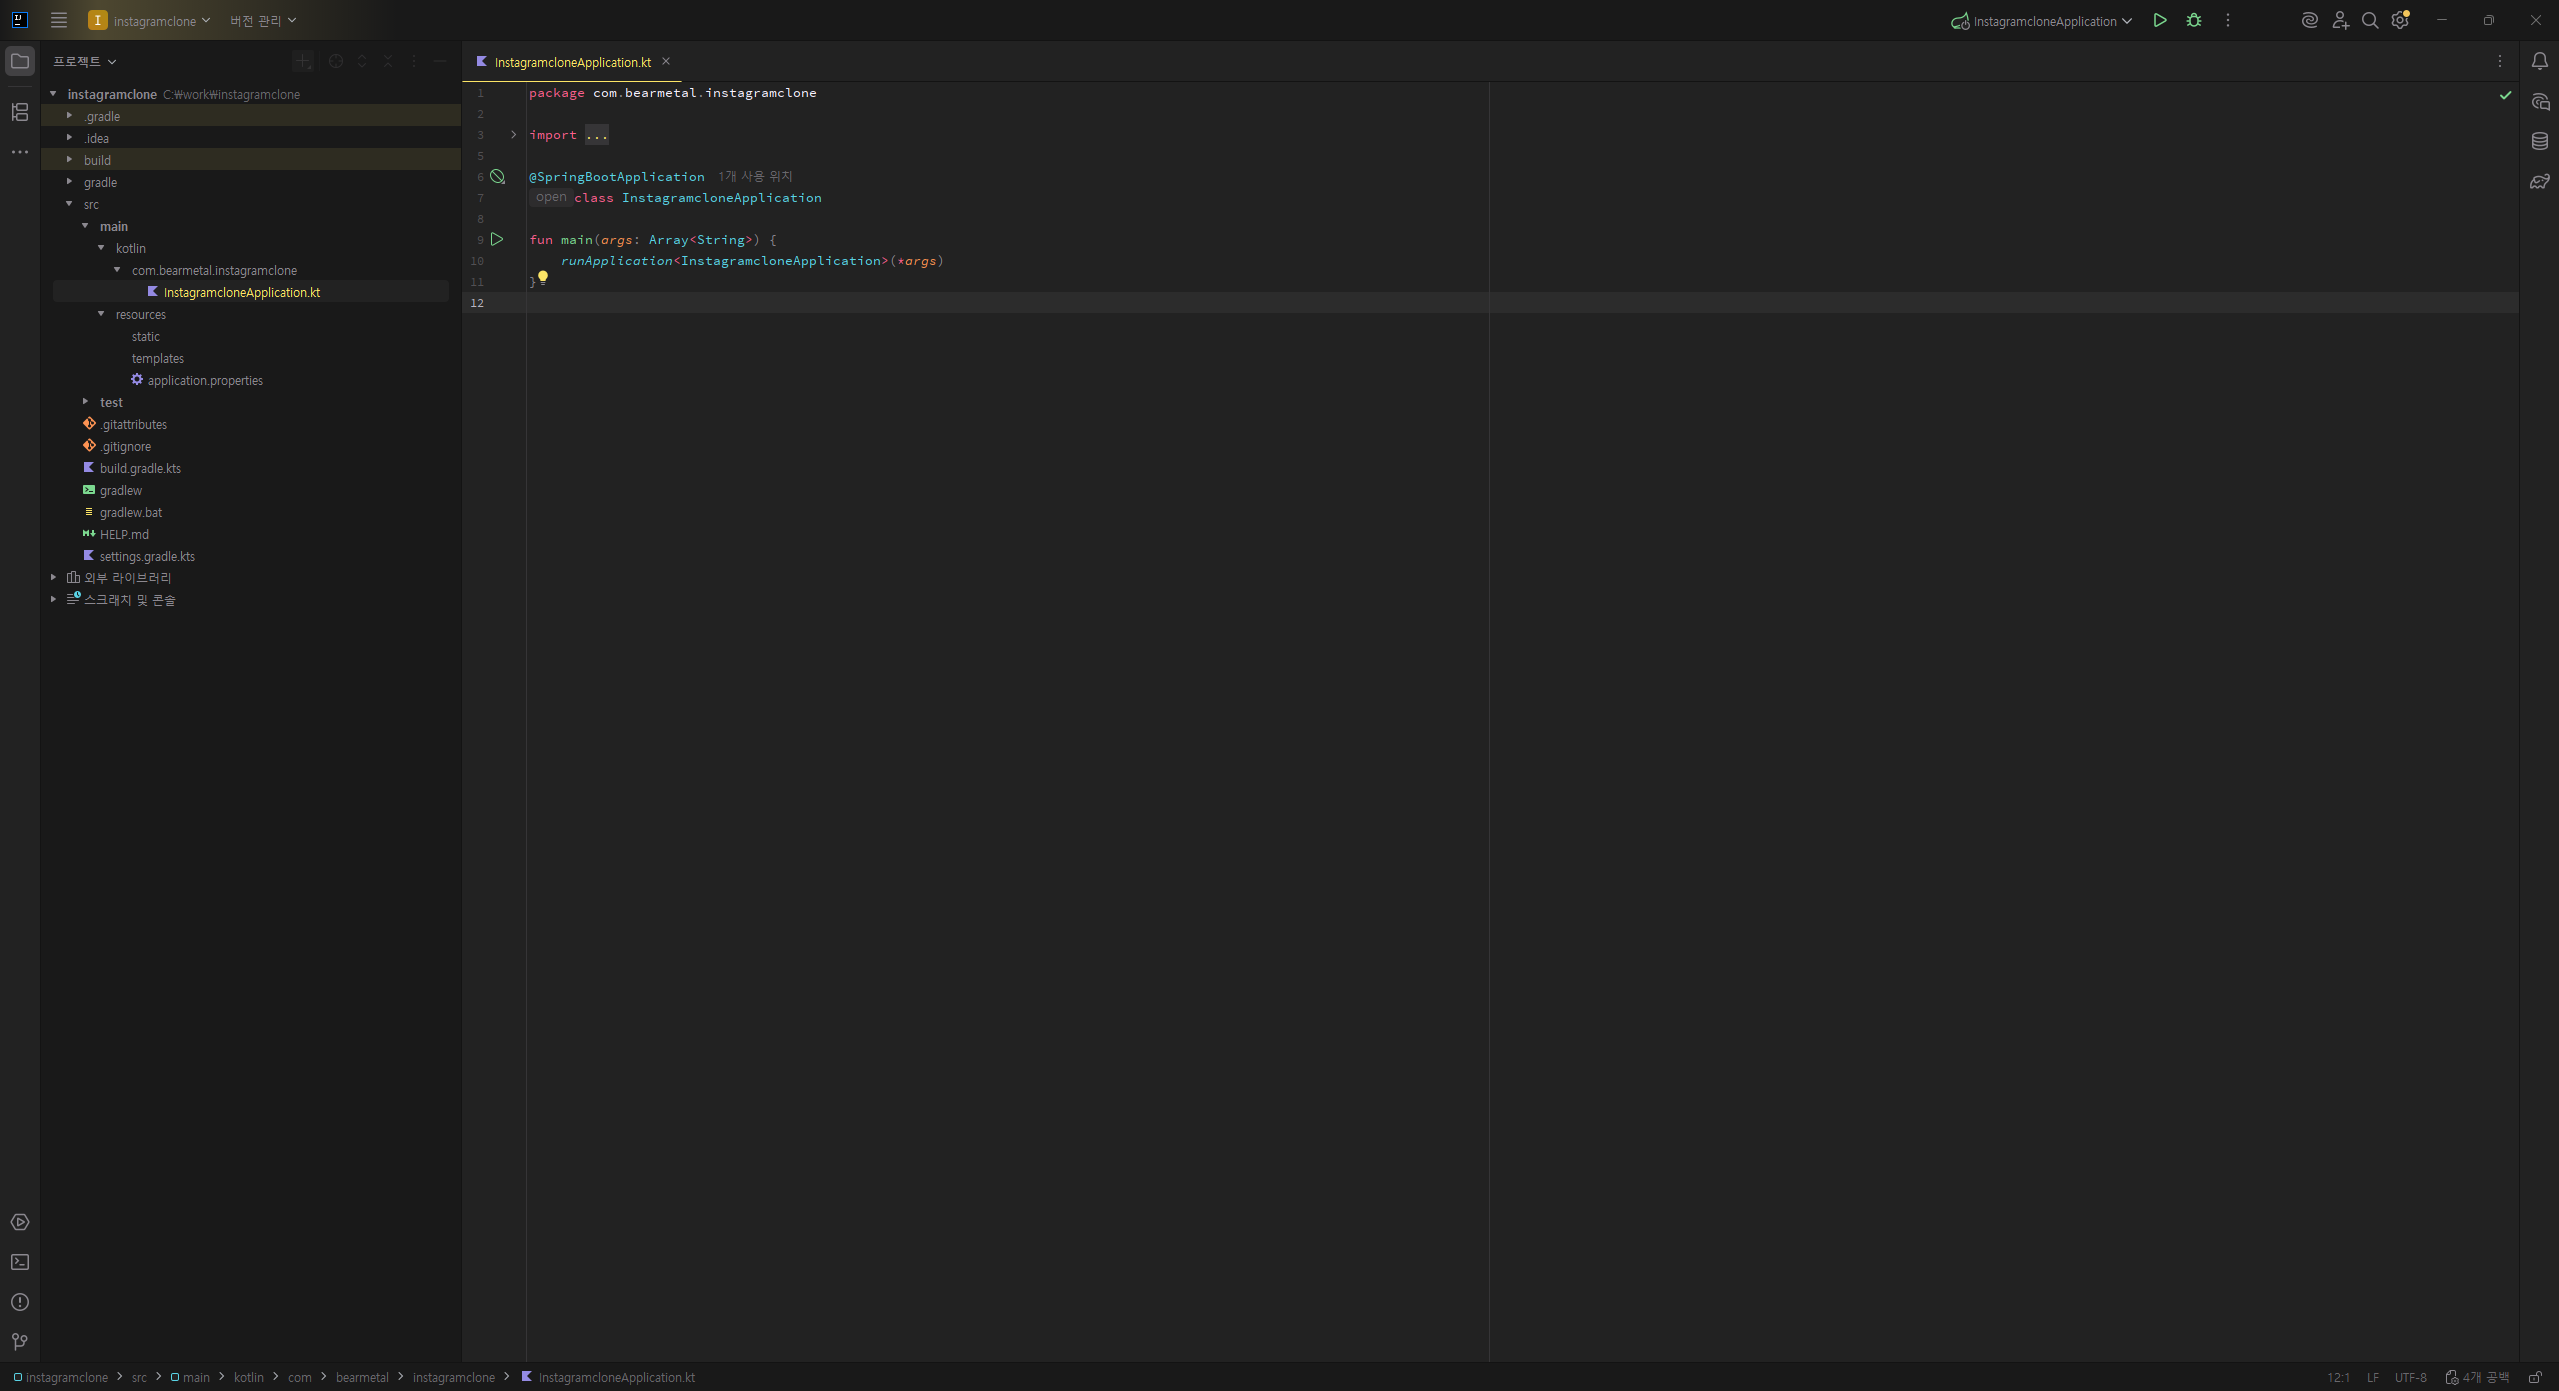 I instagramclone 버전 관리 InstagramcloneApplication
프로젝트
InstagramcloneApplication.kt
instagramclone C:\work\instagramclone
.gradle
.idea
build
gradle
src
main
kotlin
com.bearmetal.instagramclone
InstagramcloneApplication.kt
resources
static
templates
application.properties
test
.gitattributes
.gitignore
build.gradle.kts
gradlew
gradlew.bat
HELP.md
settings.gradle.kts
외부 라이브러리
스크래치 및 콘솔
1 package com.bearmetal.instagramclone
2
3 import ...
5
6 @SpringBootApplication 1개 사용 위치
7 open class InstagramcloneApplication
8
9 fun main(args: Array<String>) {
10 runApplication<InstagramcloneApplication>(*args)
11 }
12
instagramclone > src > main > kotlin > com > bearmetal > instagramclone > InstagramcloneApplication.kt
12:1 LF UTF-8 4개 공백